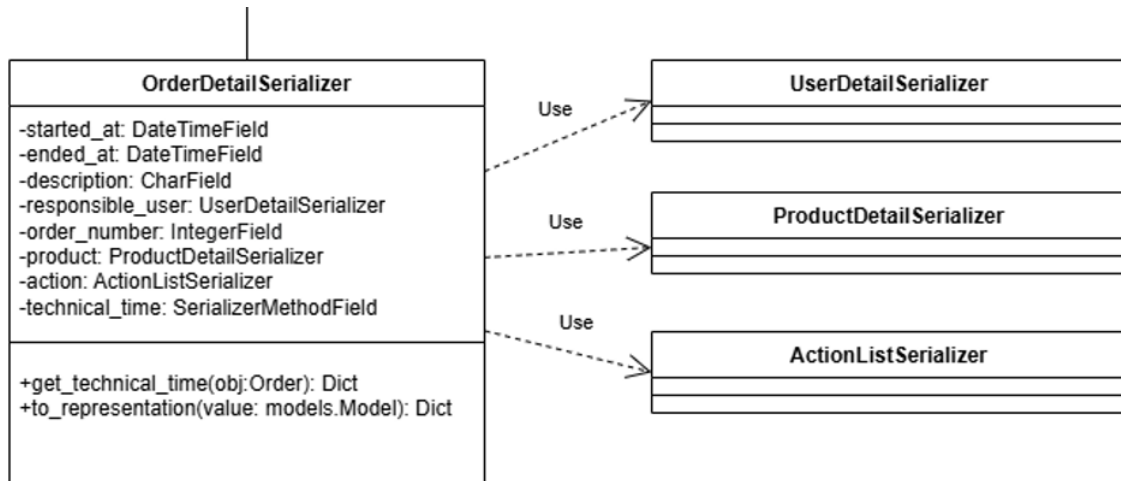 OrderDetailSerializer
-started_at: DateTimeField
-ended_at: DateTimeField
-description: CharField
-responsible_user: UserDetailSerializer
-order_number: IntegerField
-product: ProductDetailSerializer
-action: ActionListSerializer
-technical_time: SerializerMethodField
+get_technical_time(obj:Order): Dict
+to_representation(value: models.Model): Dict
Use
UserDetailSerializer
Use
ProductDetailSerializer
Use
ActionListSerializer